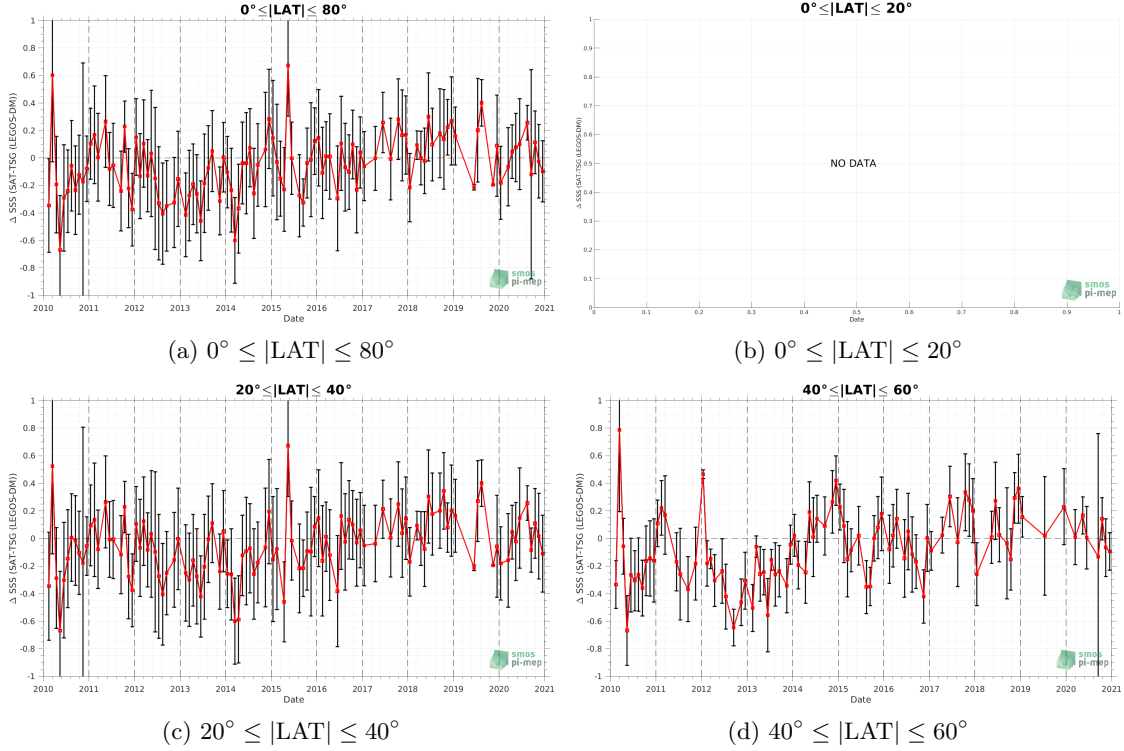 0°≤|LAT|≤ 80°
Δ SSS (SAT-TSG (LEGOS-DM))
1
0.8
0.6
0.4
0.2
0
-0.2
-0.4
-0.6
-0.8
-1
2010 2011 2012 2013 2014 2015 2016 2017 2018 2019 2020 2021
Date
smos
pi-mep
(a) 0° ≤ |LAT| ≤ 80°
0°≤|LAT|≤ 20°
Δ SSS (SAT-TSG (LEGOS-DM))
1
0.9
0.8
0.7
0.6
0.5
0.4
0.3
0.2
0.1
0
NO DATA
0 0.1 0.2 0.3 0.4 0.5 0.6 0.7 0.8 0.9 1
Date
smos
pi-mep
(b) 0° ≤ |LAT| ≤ 20°
20°≤|LAT|≤ 40°
Δ SSS (SAT-TSG (LEGOS-DM))
1
0.8
0.6
0.4
0.2
0
-0.2
-0.4
-0.6
-0.8
-1
2010 2011 2012 2013 2014 2015 2016 2017 2018 2019 2020 2021
Date
smos
pi-mep
(c) 20° ≤ |LAT| ≤ 40°
40°≤|LAT|≤ 60°
Δ SSS (SAT-TSG (LEGOS-DM))
1
0.8
0.6
0.4
0.2
0
-0.2
-0.4
-0.6
-0.8
-1
2010 2011 2012 2013 2014 2015 2016 2017 2018 2019 2020 2021
Date
smos
pi-mep
(d) 40° ≤ |LAT| ≤ 60°